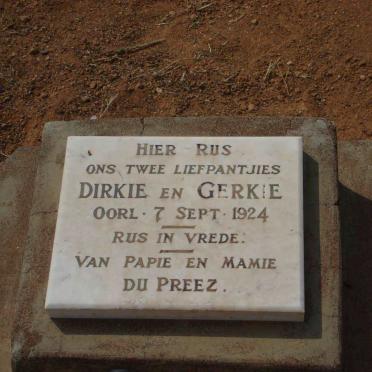 HIER RUS
ONS TWEE LIEFPANTJIES
DIRKIE EN GERKIE
OORL · 7 SEPT · 1924
RUS IN VREDE.
VAN PAPIE EN MAMIE
DU PREEZ.